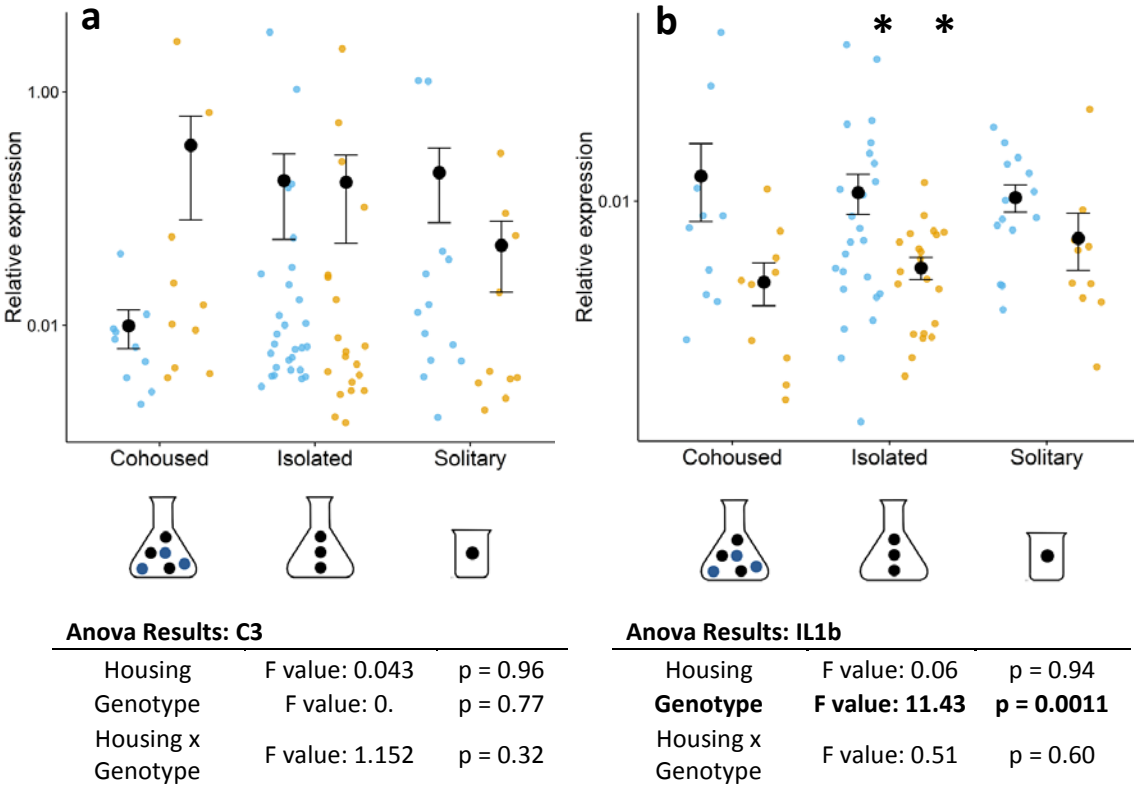 a
Relative expression
1.00
0.01
Cohoused Isolated Solitary
b
* *
Relative expression
0.01
Cohoused Isolated Solitary
Anova Results: C3
Housing F value: 0.043 p = 0.96
Genotype F value: 0. p = 0.77
Housing x
Genotype F value: 1.152 p = 0.32
Anova Results: IL1b
Housing F value: 0.06 p = 0.94
Genotype F value: 11.43 p = 0.0011
Housing x
Genotype F value: 0.51 p = 0.60